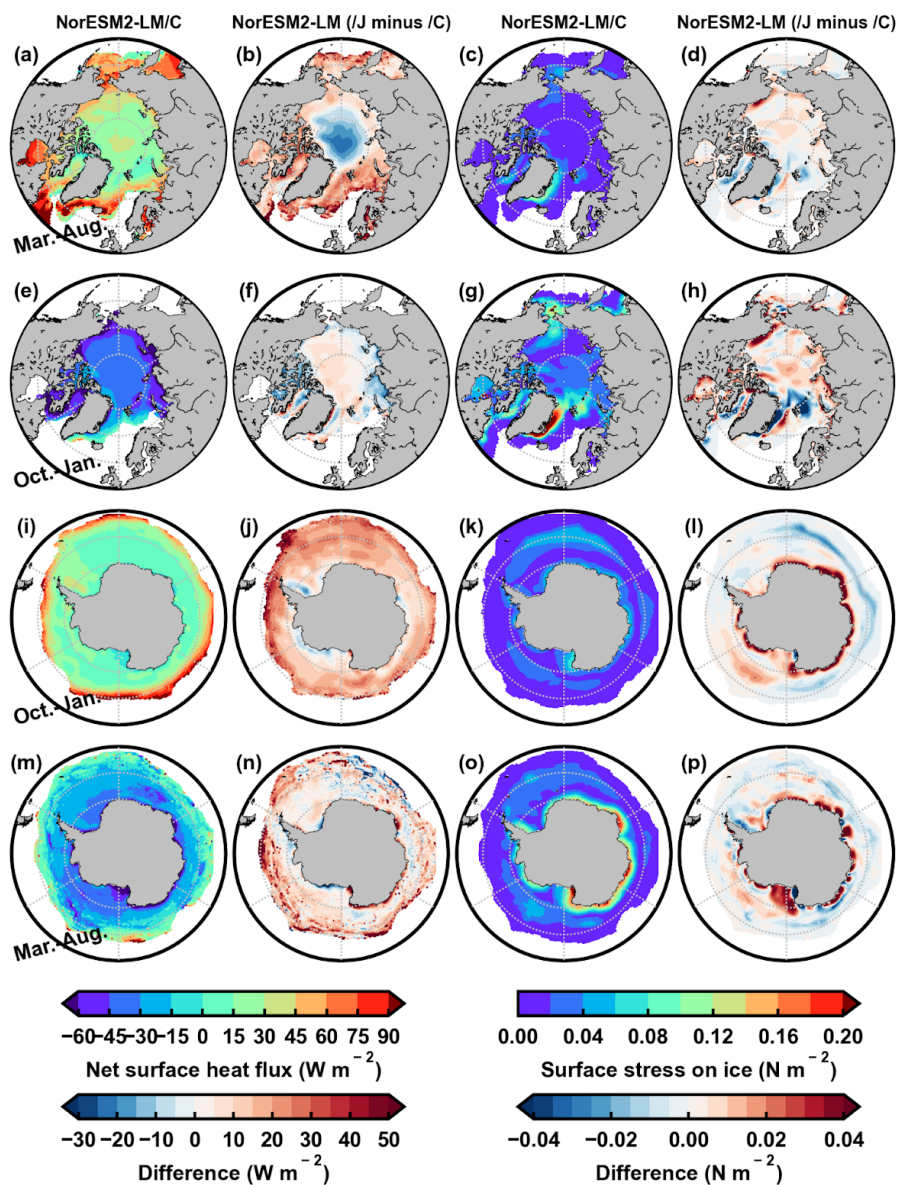 NorESM2-LM/C NorESM2-LM (/J minus /C) NorESM2-LM/C NorESM2-LM (/J minus /C)
(a) (b) (c) (d)
Mar.-Aug.
(e) (f) (g) (h)
Oct.-Jan.
(i) (j) (k) (l)
Oct.-Jan.
(m) (n) (o) (p)
Mar.-Aug.
−60 −45 −30 −15 0 15 30 45 60 75 90
Net surface heat flux (W m⁻²)
0.00 0.04 0.08 0.12 0.16 0.20
Surface stress on ice (N m⁻²)
−30 −20 −10 0 10 20 30 40 50
Difference (W m⁻²)
−0.04 −0.02 0.00 0.02 0.04
Difference (N m⁻²)